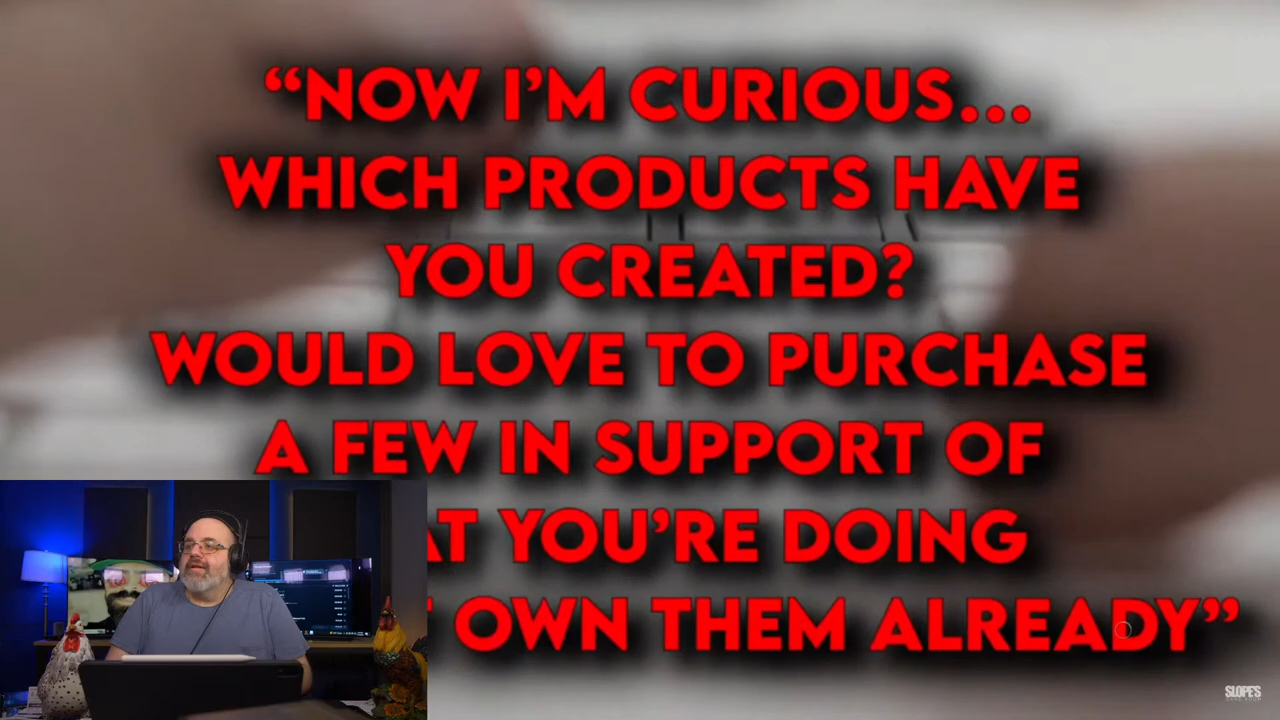 “NOW I’M CURIOUS...
WHICH PRODUCTS HAVE
YOU CREATED?
WOULD LOVE TO PURCHASE
A FEW IN SUPPORT OF
AT YOU’RE DOING
OWN THEM ALREADY”
SLOPE'S